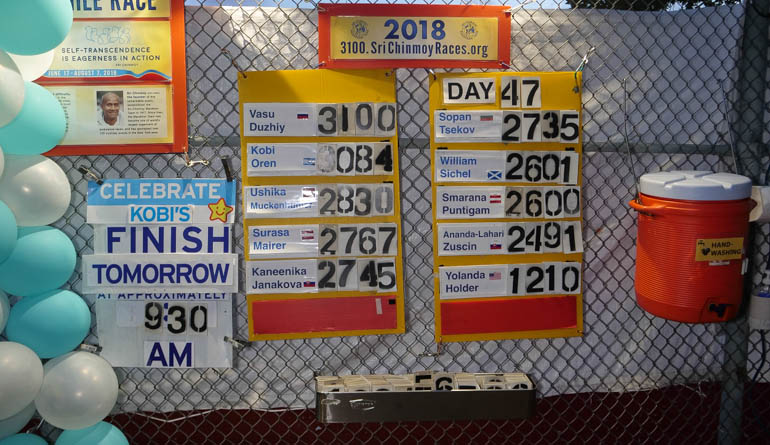 ILE RACE
SELF-TRANSCENDENCE
IS EAGERNESS IN ACTION
SRI CHINMOY
JUNE 17-AUGUST 7, 2018
2018
3100.SriChinmoyRaces.org
Vasu
Duzhiy
3100
Kobi
Oren
3084
Ushika
Muckenhumer
2830
Surasa
Mairer
2767
Kaneenika
Janakova
2745
DAY 47
Sopan
Tsekov
2735
William
Sichel
2601
Smarana
Puntigam
2600
Ananda-Lahari
Zuscin
2491
Yolanda
Holder
1210
CELEBRATE
KOBI'S
FINISH
TOMORROW
AT APPROXIMATELY
9:30
AM
HAND-
WASHING